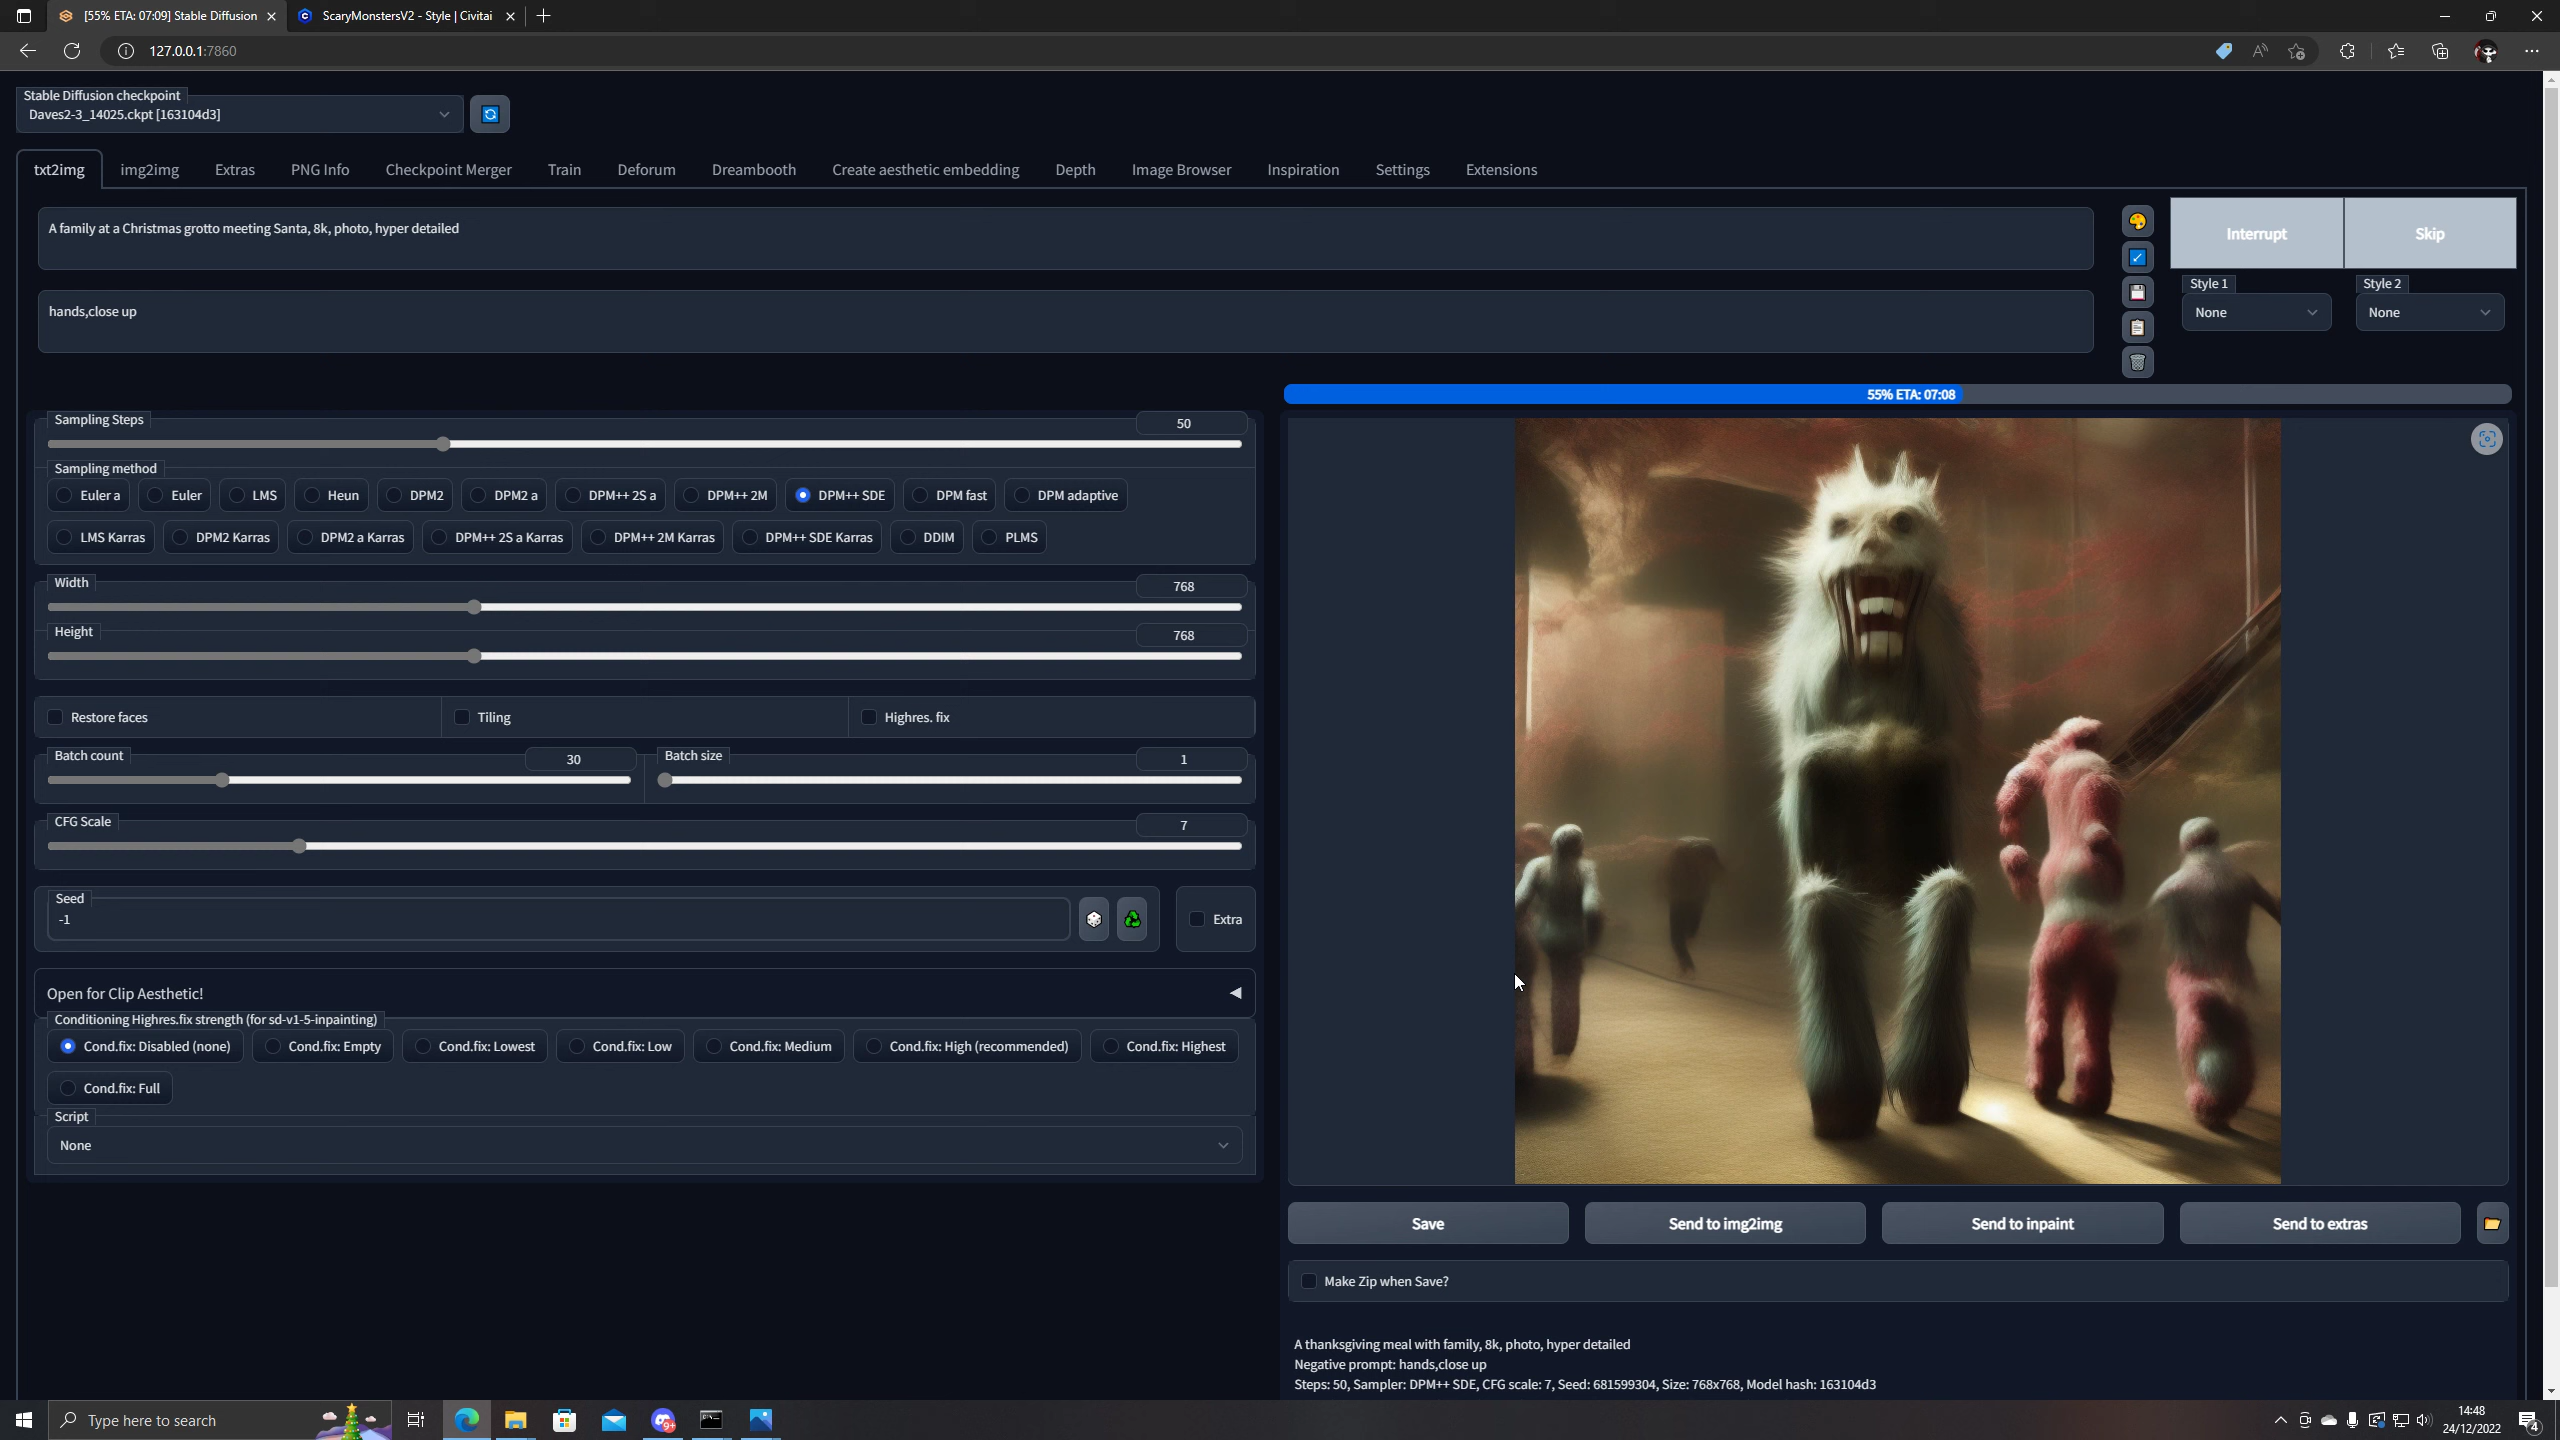 [55% ETA: 07:09] Stable Diffusion
ScaryMonstersV2 - Style | Civitai
127.0.0.1:7860
Stable Diffusion checkpoint
Daves2-3_14025.ckpt [163104d3]
txt2img img2img Extras PNG Info Checkpoint Merger Train Deforum Dreambooth Create aesthetic embedding Depth Image Browser Inspiration Settings Extensions
A family at a Christmas grotto meeting Santa, 8k, photo, hyper detailed
Interrupt Skip
Style 1 Style 2
None None
hands,close up
55% ETA: 07:08
Sampling Steps 50
Sampling method
Euler a Euler LMS Heun DPM2 DPM2 a DPM++ 2S a DPM++ 2M DPM++ SDE DPM fast DPM adaptive
LMS Karras DPM2 Karras DPM2 a Karras DPM++ 2S a Karras DPM++ 2M Karras DPM++ SDE Karras DDIM PLMS
Width 768
Height 768
Restore faces Tiling Highres. fix
Batch count 30 Batch size 1
CFG Scale 7
Seed
-1
Extra
Open for Clip Aesthetic!
Conditioning Highres.fix strength (for sd-v1-5-inpainting)
Cond.fix: Disabled (none) Cond.fix: Empty Cond.fix: Lowest Cond.fix: Low Cond.fix: Medium Cond.fix: High (recommended) Cond.fix: Highest
Cond.fix: Full
Script
None
Save Send to img2img Send to inpaint Send to extras
Make Zip when Save?
A thanksgiving meal with family, 8k, photo, hyper detailed
Negative prompt: hands,close up
Steps: 50, Sampler: DPM++ SDE, CFG scale: 7, Seed: 681599304, Size: 768x768, Model hash: 163104d3
Type here to search
9+
14:48
24/12/2022
4